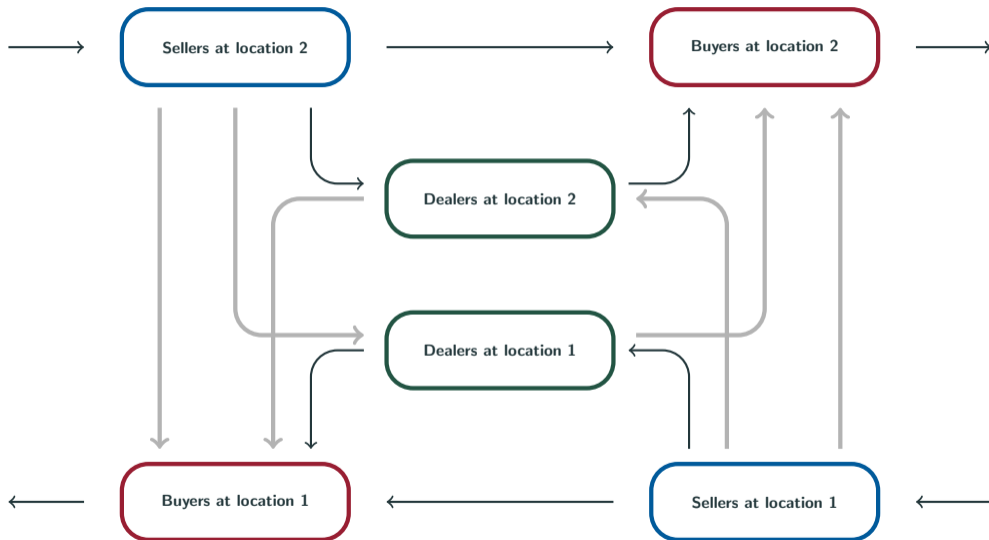 Sellers at location 2
Buyers at location 2
Dealers at location 2
Dealers at location 1
Buyers at location 1
Sellers at location 1